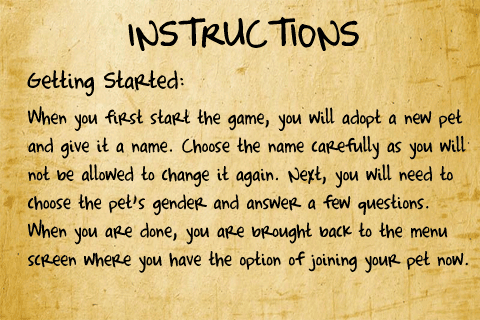 INSTRUCTIONS
Getting Started:
When you first start the game, you will adopt a new pet
and give it a name. Choose the name carefully as you will
not be allowed to change it again. Next, you will need to
choose the pet's gender and answer a few questions.
When you are done, you are brought back to the menu
screen where you have the option of joining your pet now.